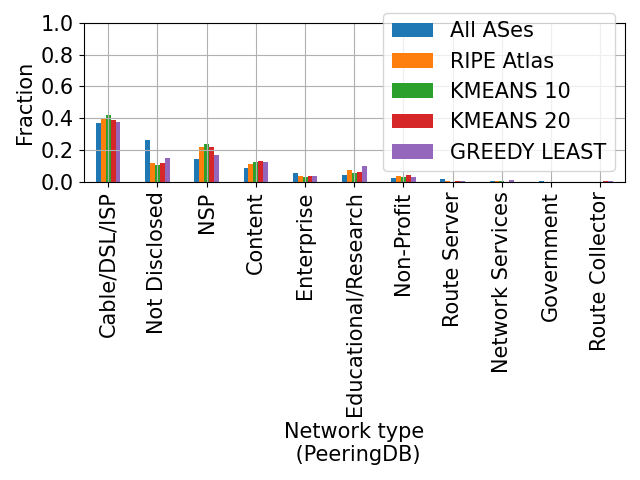 1.0
0.8
0.6
0.4
0.2
0.0
Fraction
All ASes
RIPE Atlas
KMEANS 10
KMEANS 20
GREEDY LEAST
Cable/DSL/ISP
Not Disclosed
NSP
Content
Enterprise
Educational/Research
Non-Profit
Route Server
Network Services
Government
Route Collector
Network type
(PeeringDB)